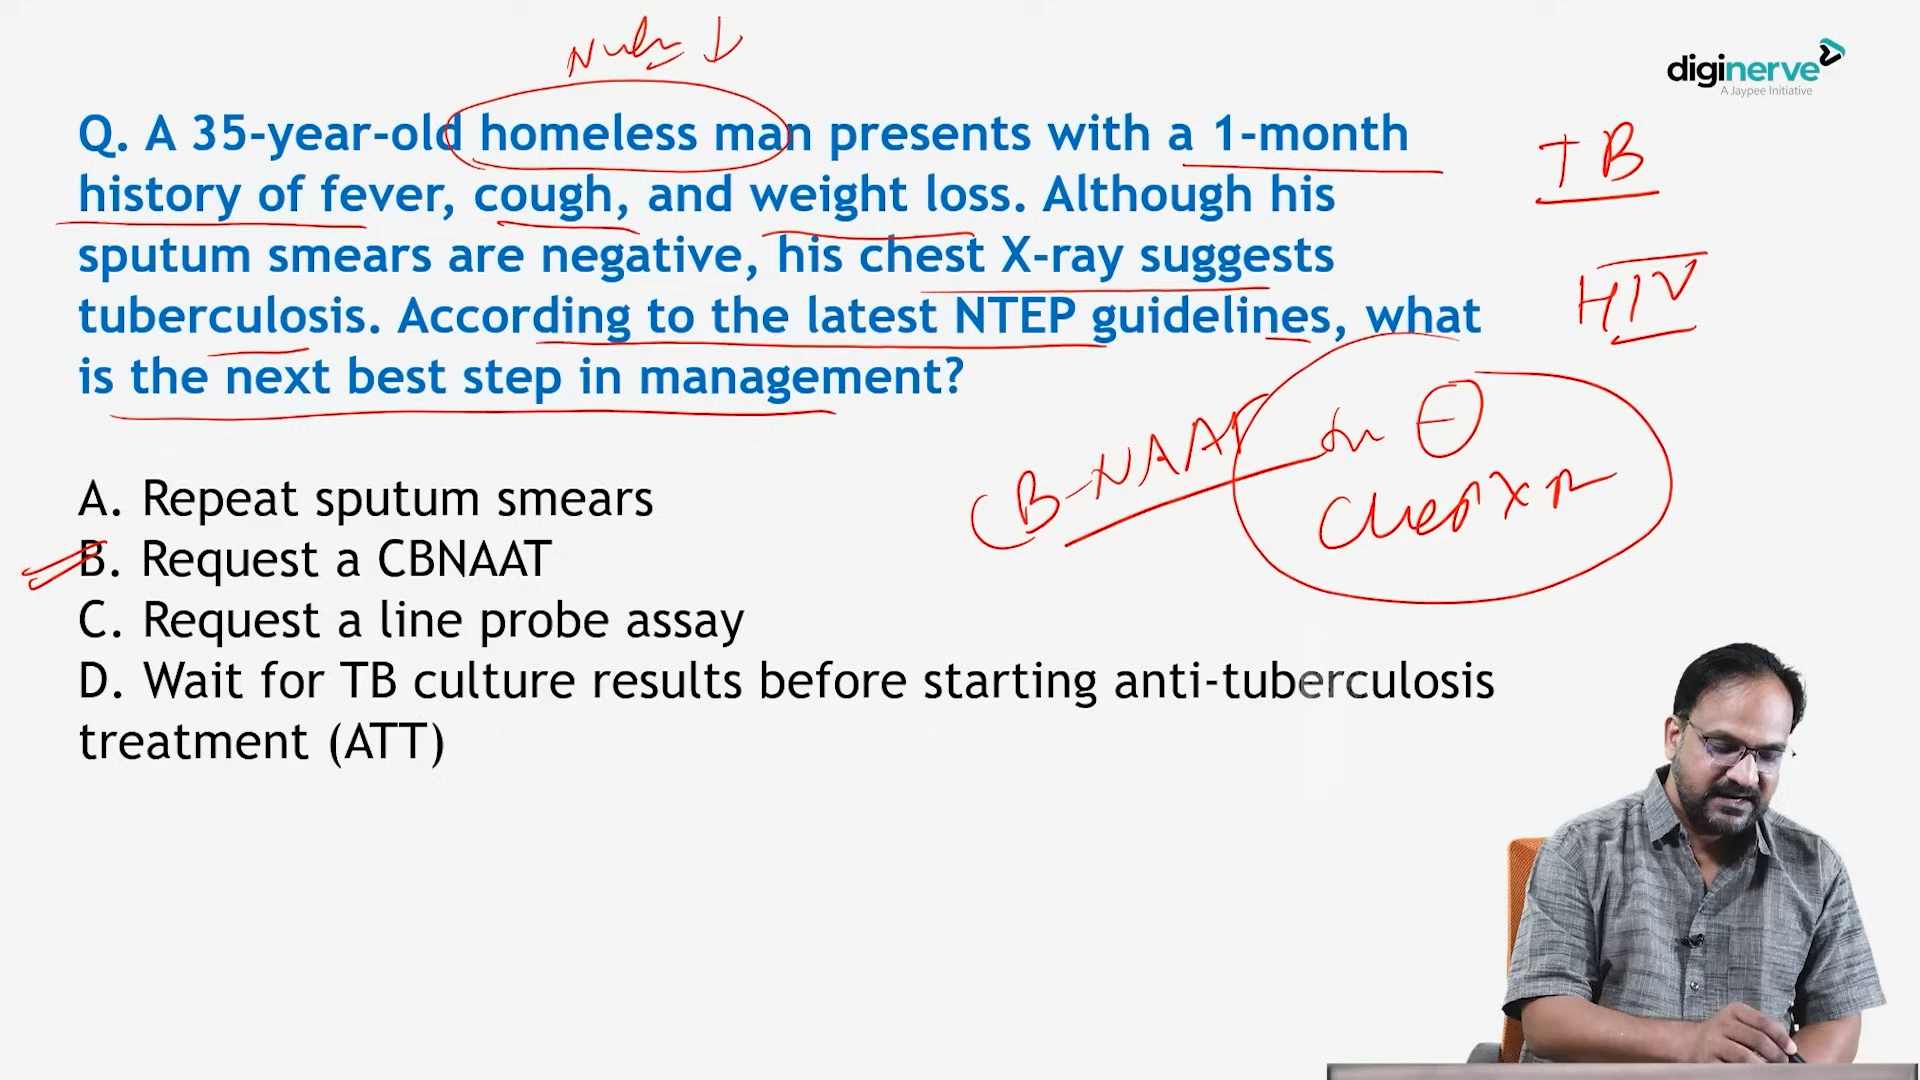 diginerve
A Jaypee Initiative
Q. A 35-year-old homeless man presents with a 1-month
history of fever, cough, and weight loss. Although his
sputum smears are negative, his chest X-ray suggests
tuberculosis. According to the latest NTEP guidelines, what
is the next best step in management?
TB
HIV
CB-NAAT
Chest X
A. Repeat sputum smears
B. Request a CBNAAT
C. Request a line probe assay
D. Wait for TB culture results before starting anti-tuberculosis
treatment (ATT)